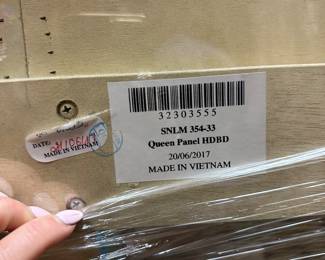 32303555
SNLM 354-33
Queen Panel HDBD
20/06/2017
MADE IN VIETNAM
DATE:
MADE IN VIETNAM